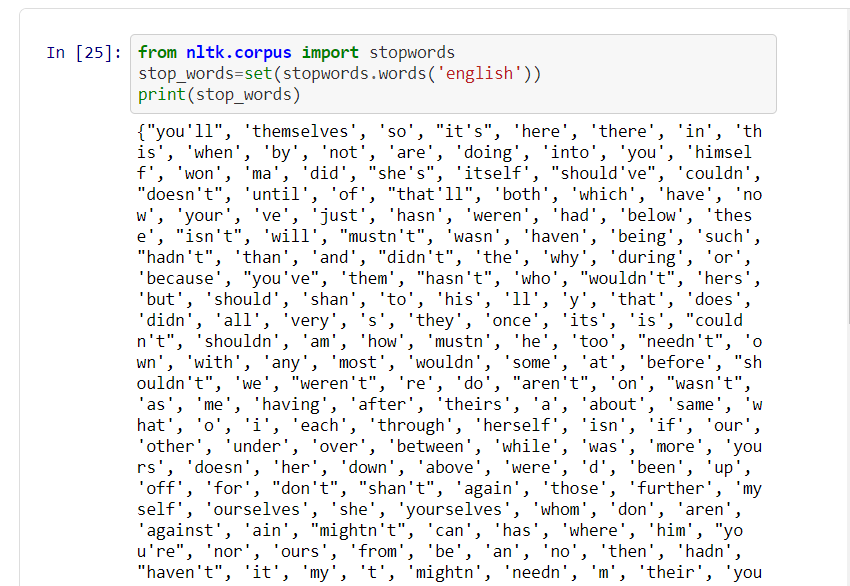 In [25]: from nltk.corpus import stopwords
stop_words=set(stopwords.words('english'))
print(stop_words)
{"you'll", 'themselves', 'so', "it's", 'here', 'there', 'in', 'th
is', 'when', 'by', 'not', 'are', 'doing', 'into', 'you', 'himsel
f', 'won', 'ma', 'did', "she's", 'itself', "should've", 'couldn',
"doesn't", 'until', 'of', "that'll", 'both', 'which', 'have', 'no
w', 'your', 've', 'just', 'hasn', 'weren', 'had', 'below', 'thes
e', "isn't", 'will', "mustn't", 'wasn', 'haven', 'being', 'such',
"hadn't", 'than', 'and', "didn't", 'the', 'why', 'during', 'or',
'because', "you've", 'them', "hasn't", 'who', "wouldn't", 'hers',
'but', 'should', 'shan', 'to', 'his', 'll', 'y', 'that', 'does',
'didn', 'all', 'very', 's', 'they', 'once', 'its', 'is', "could
n't", 'shouldn', 'am', 'how', 'mustn', 'he', 'too', "needn't", 'o
wn', 'with', 'any', 'most', 'wouldn', 'some', 'at', 'before', "sh
ouldn't", 'we', "weren't", 're', 'do', "aren't", 'on', "wasn't",
'as', 'me', 'having', 'after', 'theirs', 'a', 'about', 'same', 'w
hat', 'o', 'i', 'each', 'through', 'herself', 'isn', 'if', 'our',
'other', 'under', 'over', 'between', 'while', 'was', 'more', 'you
rs', 'doesn', 'her', 'down', 'above', 'were', 'd', 'been', 'up',
'off', 'for', "don't", "shan't", 'again', 'those', 'further', 'my
self', 'ourselves', 'she', 'yourselves', 'whom', 'don', 'aren',
'against', 'ain', "mightn't", 'can', 'has', 'where', 'him', "yo
u're", 'nor', 'ours', 'from', 'be', 'an', 'no', 'then', 'hadn',
"haven't", 'it', 'my', 't', 'mightn', 'needn', 'm', 'their', 'you